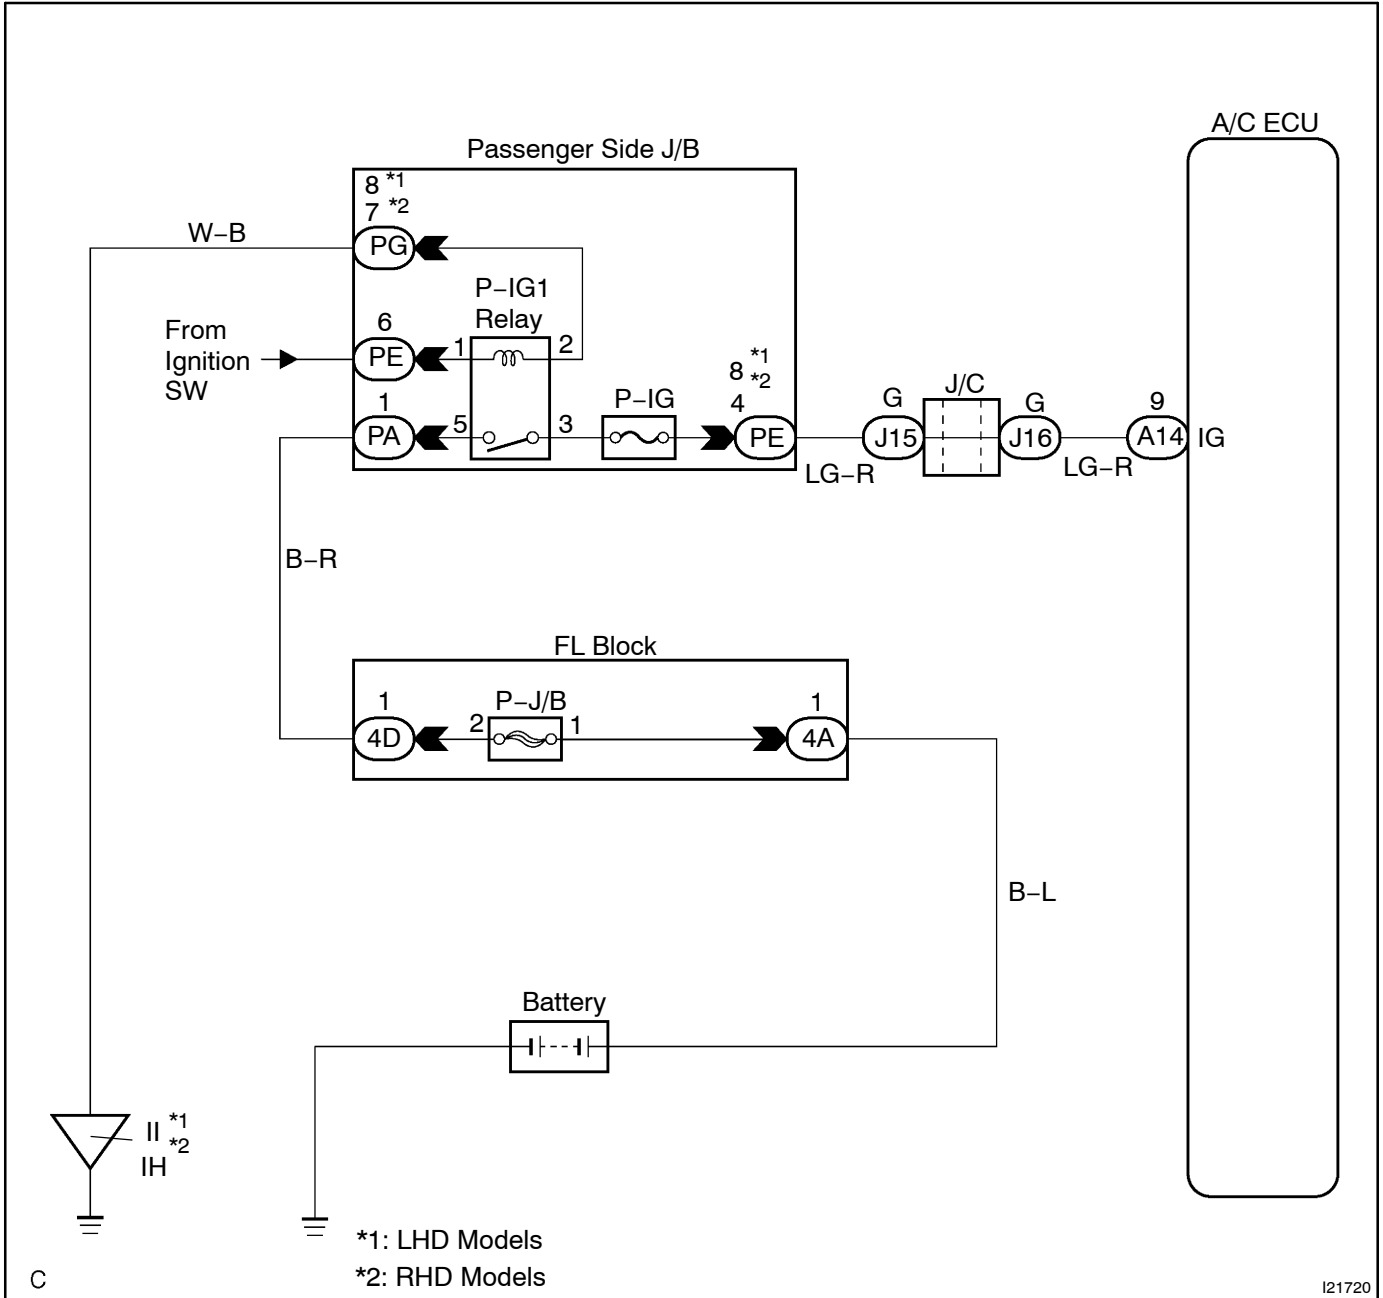 A/C ECU
Passenger Side J/B
8 *1
7 *2
W–B
PG
P–IG1
Relay
From
Ignition
SW
6
PE
1
2
8 *1
*2
4
P–IG
J/C
1
PA
5
3
PE
G
J15
G
J16
9
A14
IG
LG–R
LG–R
B–R
FL Block
1
4D
P–J/B
2
1
1
4A
B–L
Battery
II *1
*2
IH
*1: LHD Models
*2: RHD Models
C
I21720